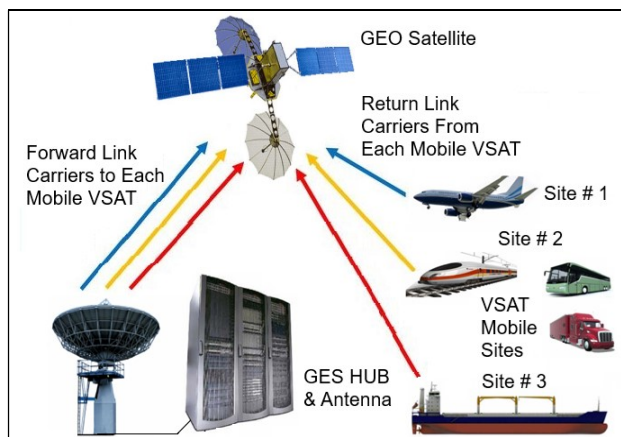 GEO Satellite
Return Link
Carriers From
Each Mobile VSAT
Forward Link
Carriers to Each
Mobile VSAT
Site # 1
Site # 2
VSAT
Mobile
Sites
Site # 3
GES HUB
& Antenna